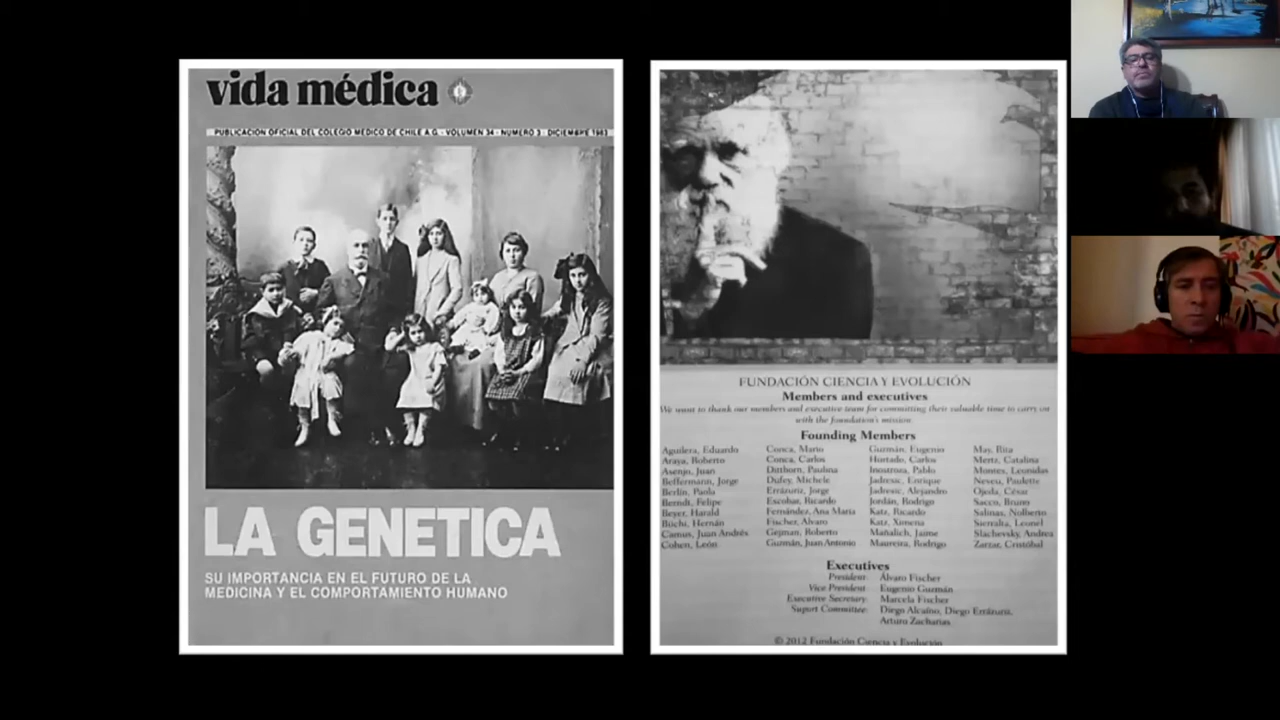 vida médica
PUBLICACIÓN OFICIAL DEL COLEGIO MEDICO DE CHILE A.G. · VOLUMEN 34 · NUMERO 3 · DICIEMBRE 1983
LA GENETICA
SU IMPORTANCIA EN EL FUTURO DE LA
MEDICINA Y EL COMPORTAMIENTO HUMANO
FUNDACIÓN CIENCIA Y EVOLUCIÓN
Members and executives
We want to thank our members and executive team for committing their valuable time to carry on
with the foundation's mission.
Founding Members
Aguilera, Eduardo
Araya, Roberto
Asenjo, Juan
Beffermann, Jorge
Berlin, Paola
Berndt, Felipe
Beyer, Harald
Büchi, Hernán
Camus, Juan Andrés
Cohen, León
Conca, Mario
Conca, Carlos
Dittborn, Paulina
Dufey, Michele
Errázuriz, Jorge
Escobar, Ricardo
Fernández, Ana María
Fischer, Alvaro
Gejman, Roberto
Guzmán, Juan Antonio
Guzmán, Eugenio
Hurtado, Carlos
Inostroza, Pablo
Jadresic, Enrique
Jadresic, Alejandro
Jordán, Rodrigo
Katz, Ricardo
Katz, Ximena
Mañalich, Jaime
Maureira, Rodrigo
May, Rita
Mertz, Catalina
Montes, Leonidas
Neveu, Paulette
Ojeda, César
Sacco, Bruno
Salinas, Nolberto
Sierralta, Leonel
Slachevsky, Andrea
Zarzar, Cristóbal
Executives
President: Álvaro Fischer
Vice President: Eugenio Guzmán
Executive Secretary: Marcela Fischer
Suport Committee: Diego Alcaíno, Diego Errázuriz,
Arturo Zacharias
© 2012 Fundación Ciencia y Evolución